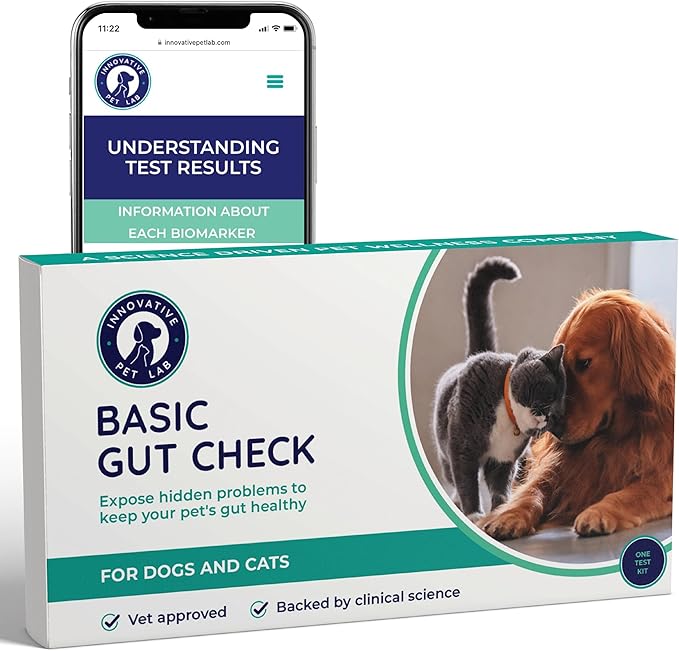 11:22
innovativepetlab.com
INNOVATIVE
PET LAB
UNDERSTANDING
TEST RESULTS
INFORMATION ABOUT
EACH BIOMARKER
A SCIENCE DRIVEN PET WELLNESS COMPANY
INNOVATIVE
PET LAB
BASIC
GUT CHECK
Expose hidden problems to
keep your pet's gut healthy
FOR DOGS AND CATS
ONE
TEST
KIT
Vet approved
Backed by clinical science